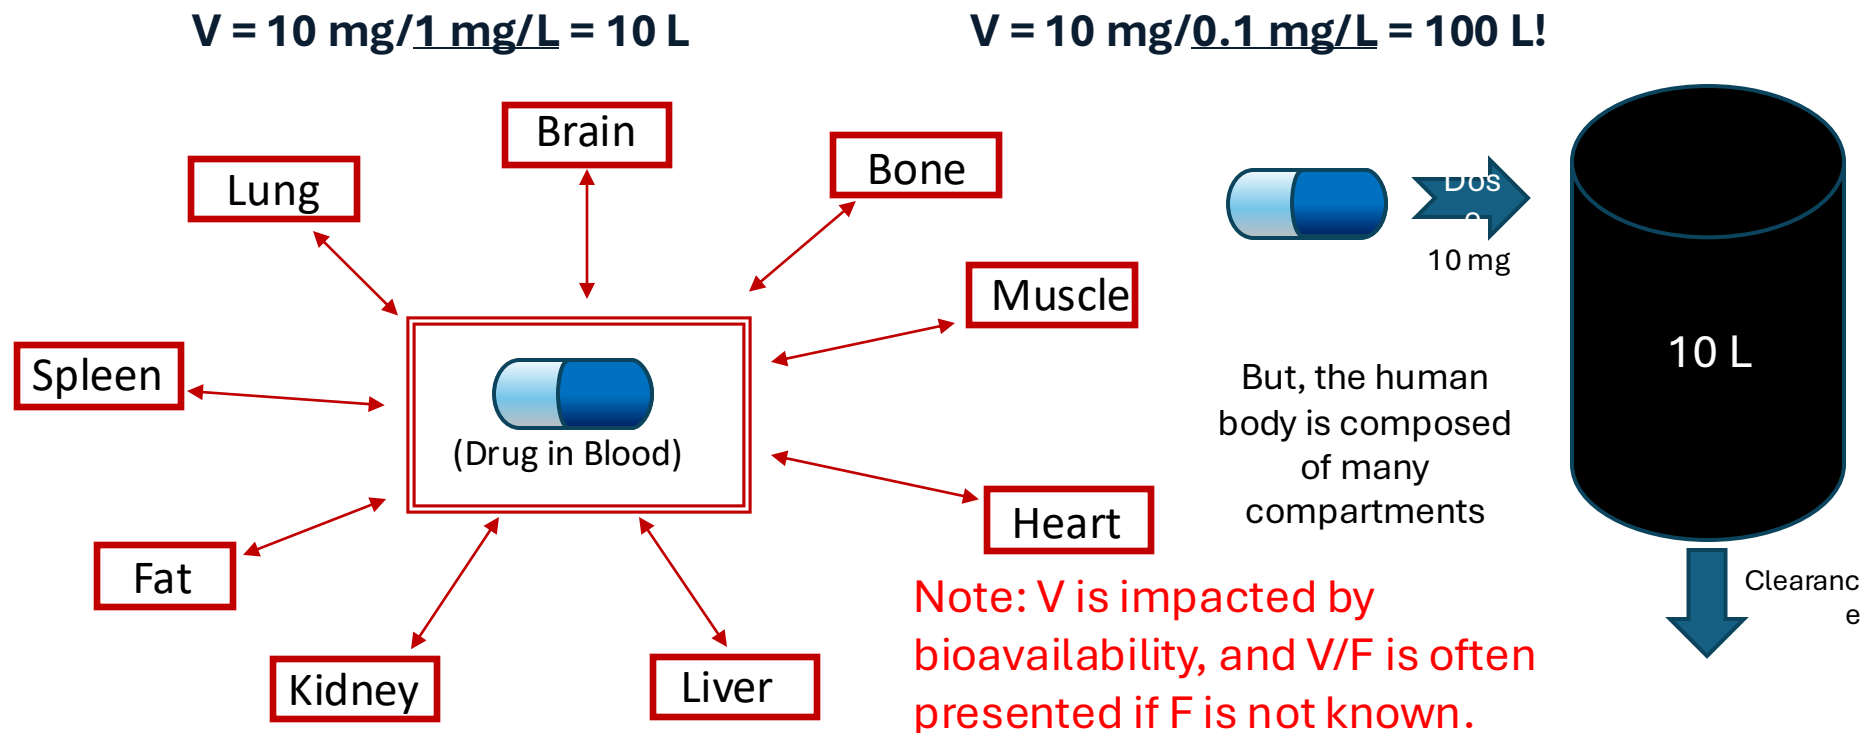 V = 10 mg/1 mg/L = 10 L
V = 10 mg/0.1 mg/L = 100 L!
Brain
Lung
Bone
Muscle
Spleen
(Drug in Blood)
Heart
Fat
Kidney
Liver
Dos
e
10 mg
10 L
But, the human
body is composed
of many
compartments
Clearanc
e
Note: V is impacted by
bioavailability, and V/F is often
presented if F is not known.